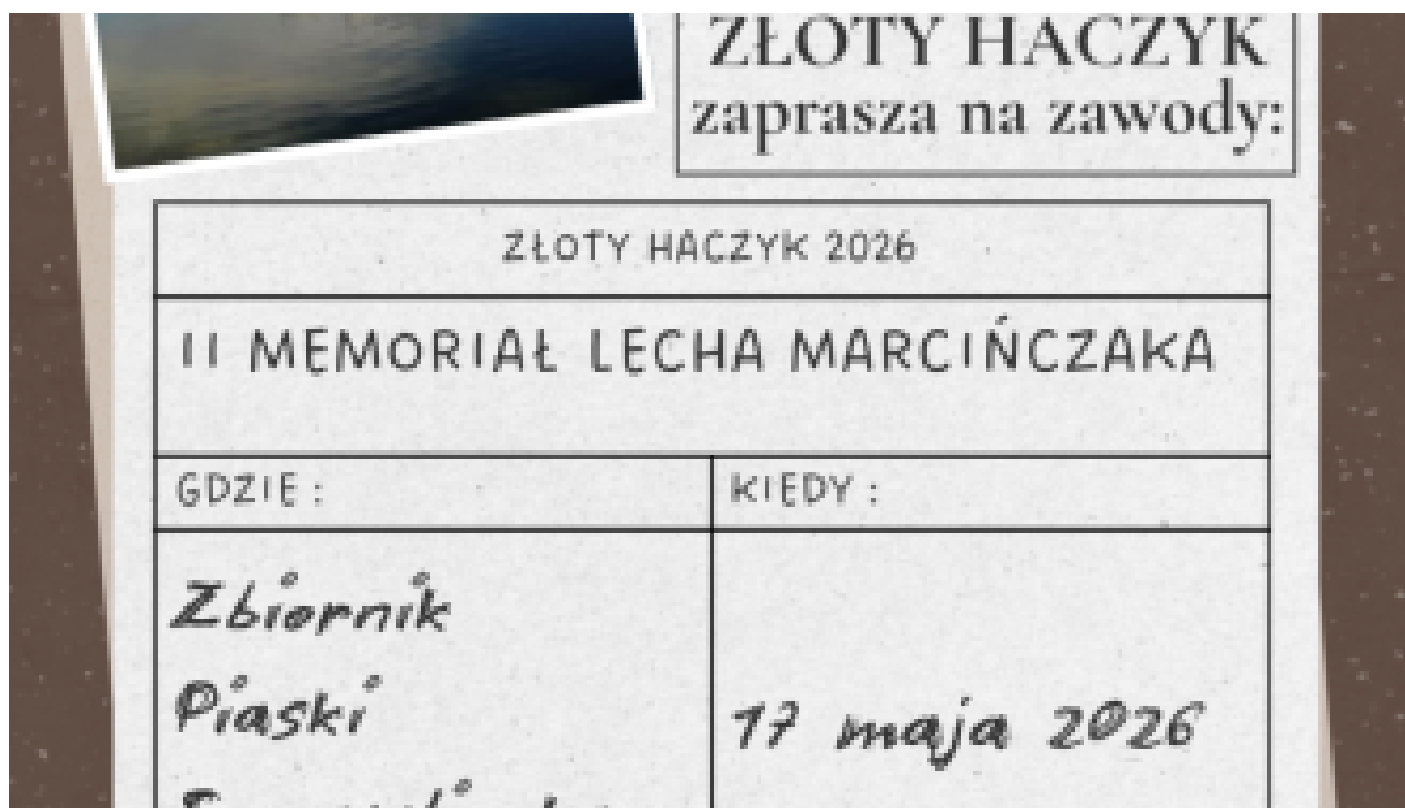 ZŁOTY HACZYK
zaprasza na zawody:
ZŁOTY HACZYK 2026
II MEMORIAŁ LECHA MARCIŃCZAKA
GDZIE:
KIEDY:
Zbiornik
Piaski
17 maja 2026